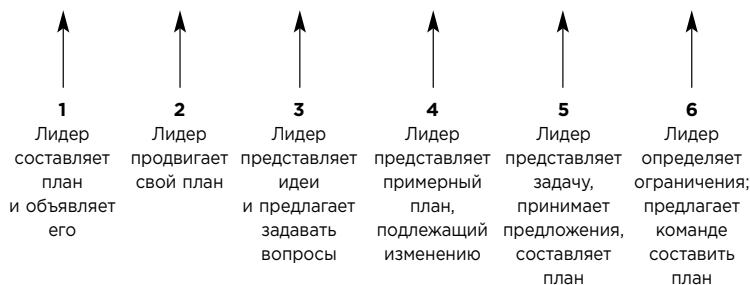 1
Лидер
составляет
план
и объявляет
его
2
Лидер
продвигает
свой план
3
Лидер
представляет
идеи
и предлагает
задавать
вопросы
4
Лидер
представляет
примерный
план,
подлежащий
изменению
5
Лидер
представляет
задачу,
принимает
предложения,
составляет
план
6
Лидер
определяет
ограничения;
предлагает
команде
составить
план